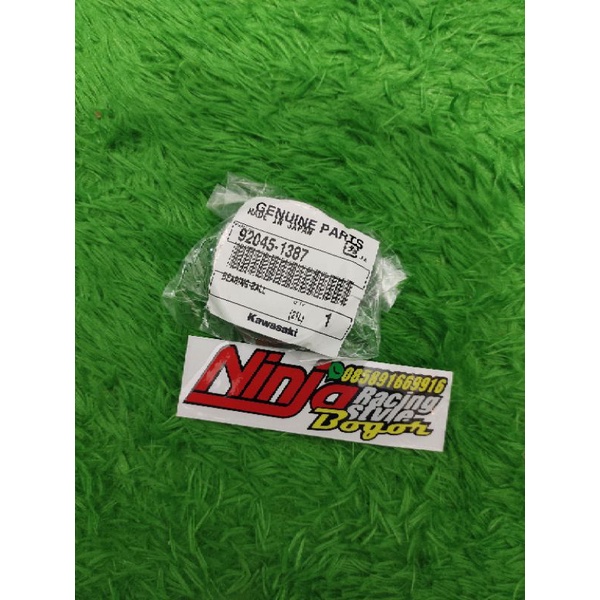 GENUINE PARTS
MADE IN JAPAN
92045-1387
BEARING-BALL
1
Kawasaki
Ninja
085891669916
Racing
Style
Bogor